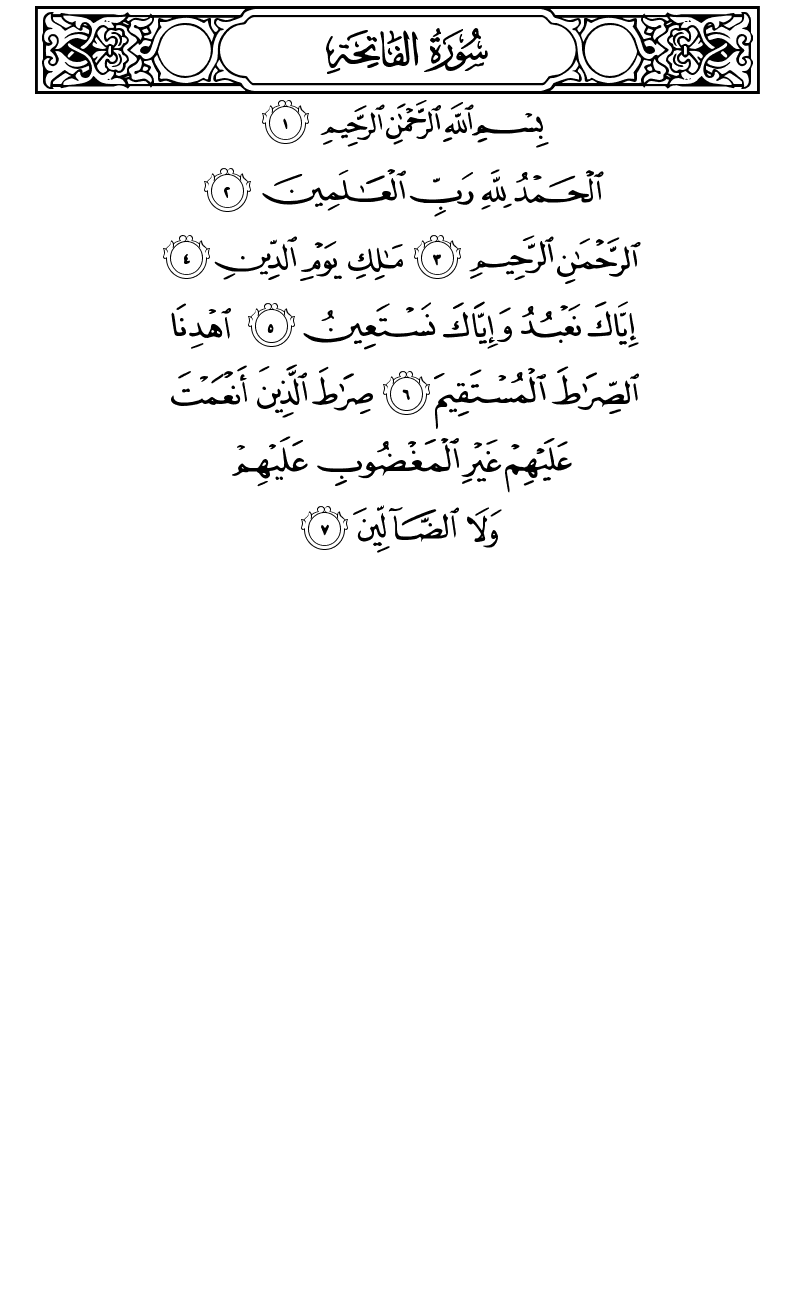 سُورَةُ الفَاتِحَةِ
بِسْمِ ٱللَّهِ ٱلرَّحْمَٰنِ ٱلرَّحِيمِ ١
ٱلْحَمْدُ لِلَّهِ رَبِّ ٱلْعَٰلَمِينَ ٢
ٱلرَّحْمَٰنِ ٱلرَّحِيمِ ٣ مَٰلِكِ يَوْمِ ٱلدِّينِ ٤
إِيَّاكَ نَعْبُدُ وَإِيَّاكَ نَسْتَعِينُ ٥ ٱهْدِنَا
ٱلصِّرَٰطَ ٱلْمُسْتَقِيمَ ٦ صِرَٰطَ ٱلَّذِينَ أَنْعَمْتَ
عَلَيْهِمْ غَيْرِ ٱلْمَغْضُوبِ عَلَيْهِمْ
وَلَا ٱلضَّآلِّينَ ٧